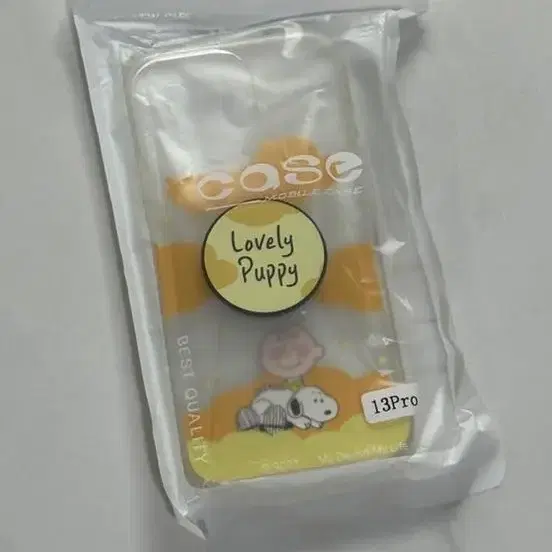 case
MOBILE CASE
Lovely
Puppy
BEST QUALITY
13Pro